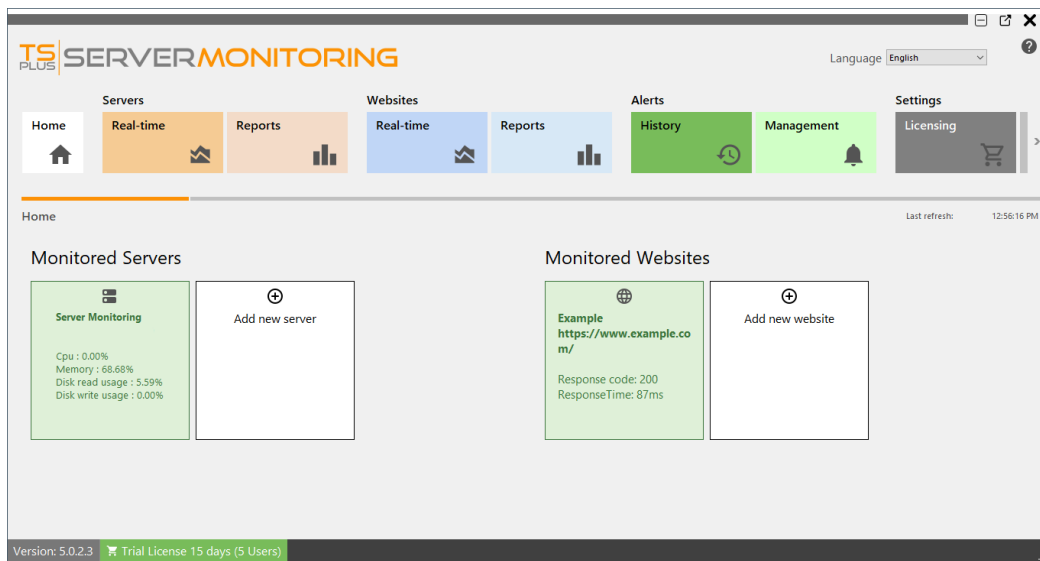 TS PLUS SERVERMONITORING
Language English
Servers Websites Alerts Settings
Home Real-time Reports Real-time Reports History Management Licensing
Home
Last refresh: 12:56:16 PM
Monitored Servers
Server Monitoring
Cpu : 0.00%
Memory : 68.68%
Disk read usage : 5.59%
Disk write usage : 0.00%
Add new server
Monitored Websites
Example
https://www.example.co
m/
Response code: 200
ResponseTime: 87ms
Add new website
Version: 5.0.2.3 Trial License 15 days (5 Users)